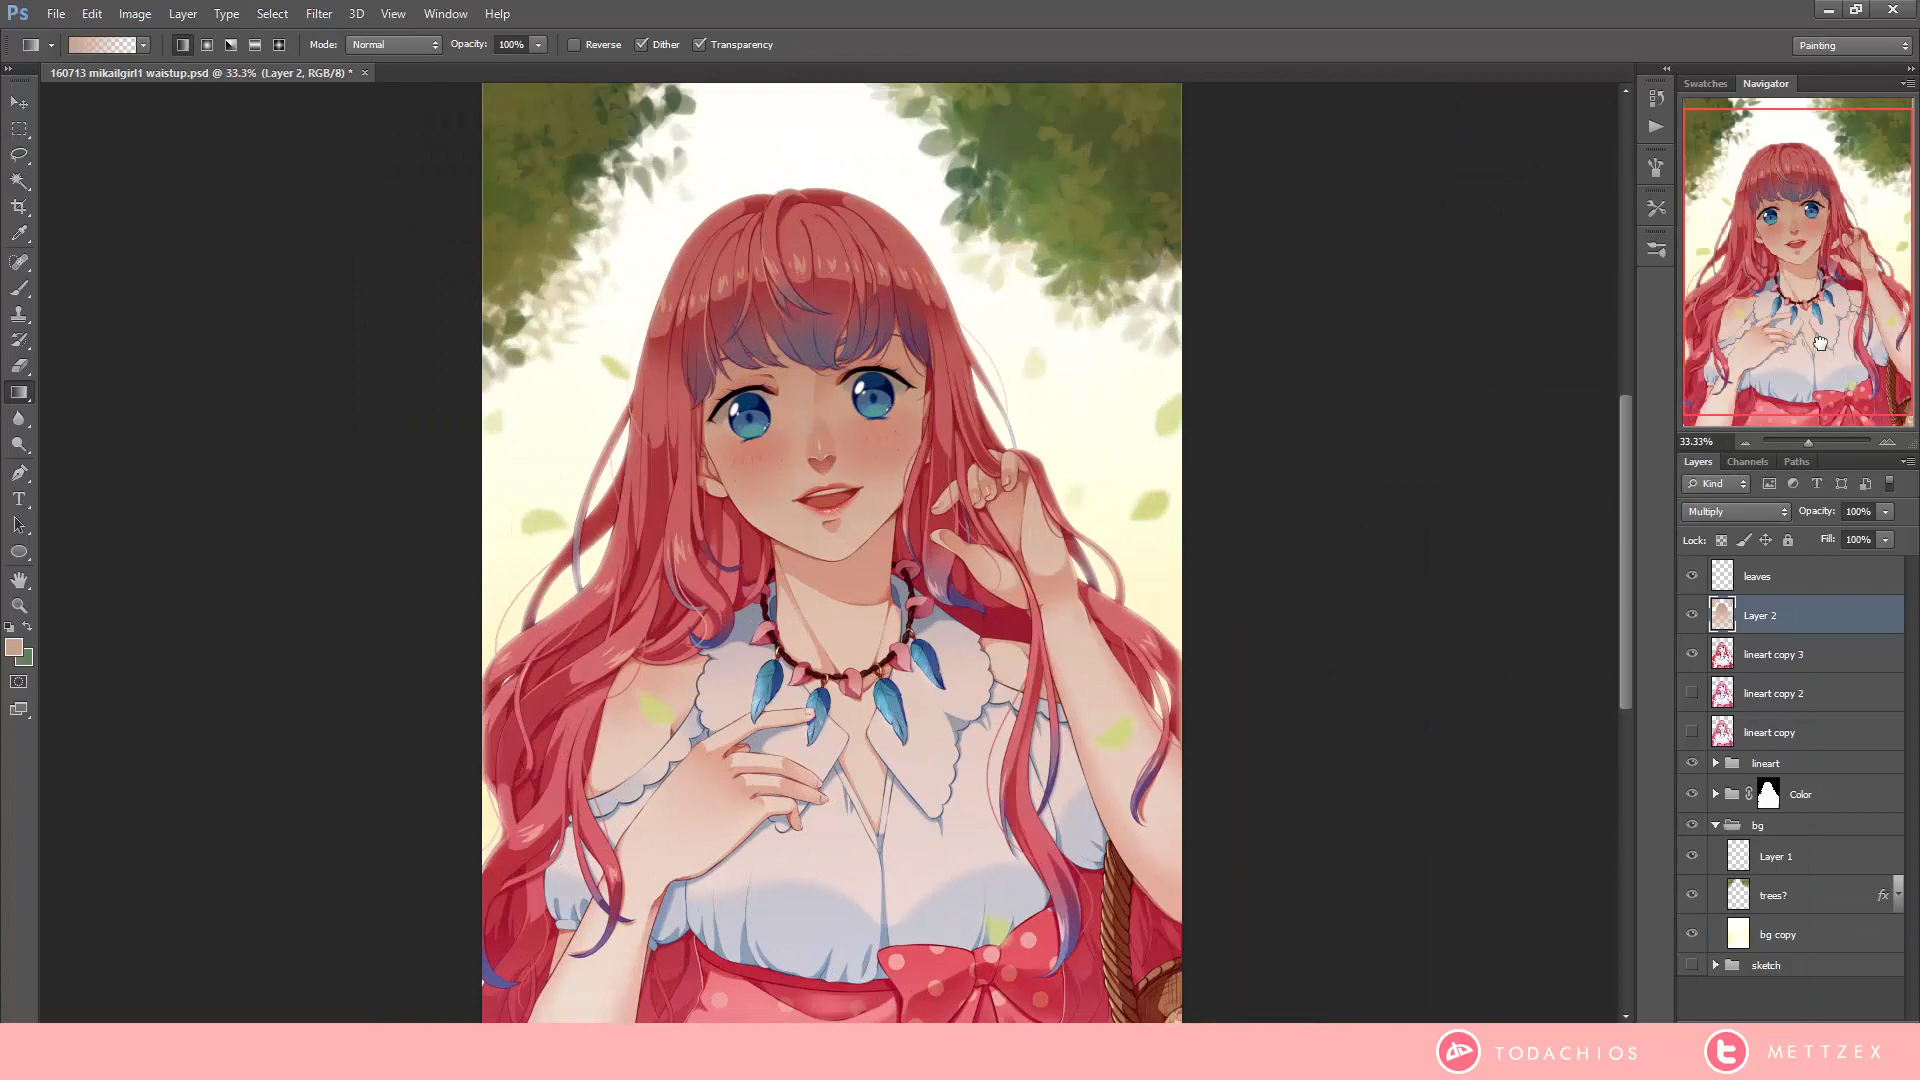 Ps File Edit Image Layer Type Select Filter 3D View Window Help
Mode: Normal Opacity: 100% Reverse Dither Transparency Painting
160713 mikailgirl1 waistup.psd @ 33.3% (Layer 2, RGB/8) * ×
Swatches Navigator
33.33%
Layers Channels Paths
Kind T
Multiply Opacity: 100%
Lock: Fill: 100%
leaves
Layer 2
lineart copy 3
lineart copy 2
lineart copy
lineart
Color
bg
Layer 1
trees? fx
bg copy
sketch
TODACHIOS METTZEX